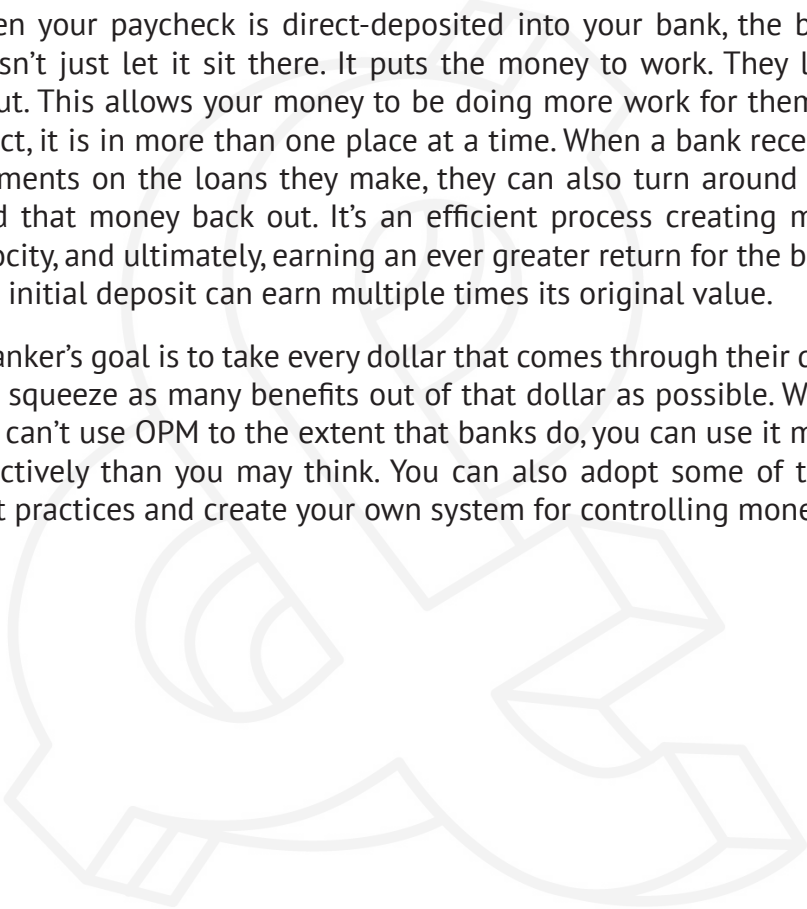 en your paycheck is direct-deposited into your bank, the b
sn’t just let it sit there. It puts the money to work. They l
ut. This allows your money to be doing more work for them
ct, it is in more than one place at a time. When a bank rece
ments on the loans they make, they can also turn around
d that money back out. It’s an efficient process creating m
ocity, and ultimately, earning an ever greater return for the b
initial deposit can earn multiple times its original value.
anker’s goal is to take every dollar that comes through their d
squeeze as many benefits out of that dollar as possible. W
can’t use OPM to the extent that banks do, you can use it m
ctively than you may think. You can also adopt some of t
t practices and create your own system for controlling mone